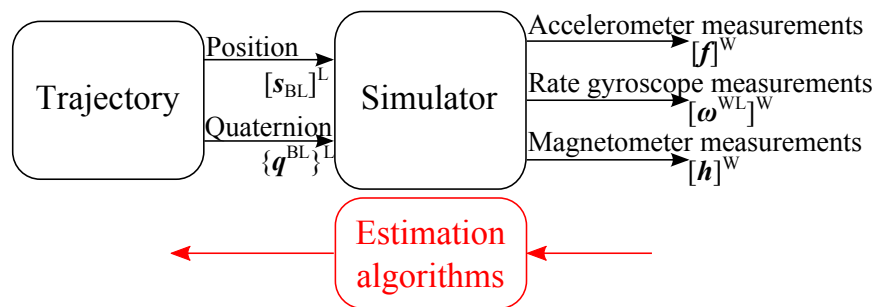 Trajectory
Position
[s_BL]^L
Quaternion
{q^BL}^L
Simulator
Accelerometer measurements
[f]^W
Rate gyroscope measurements
[ω^WL]^W
Magnetometer measurements
[h]^W
Estimation
algorithms